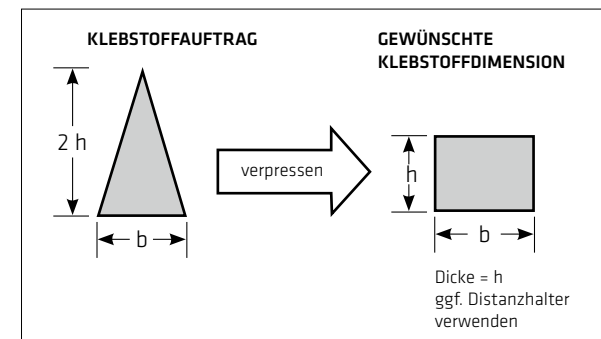 KLEBSTOFFAUFTRAG
GEWÜNSCHTE
KLEBSTOFFDIMENSION
2 h
b
verpressen
h
b
Dicke = h
ggf. Distanzhalter
verwenden